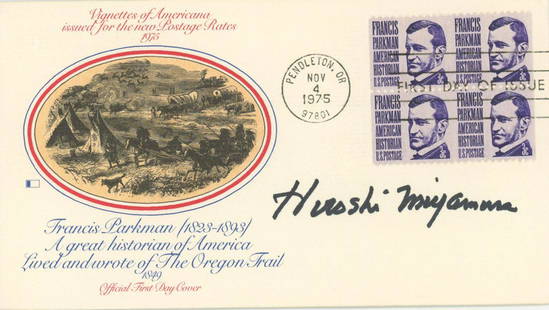 Vignettes of Americana
issued for the new Postage Rates
1975
PENDLETON, OR
NOV
4
1975
97801
FIRST DAY OF ISSUE
FRANCIS
PARKMAN
AMERICAN
HISTORIAN
U.S. POSTAGE
FRANCIS
PARKMAN
AMERICAN
HISTORIAN
U.S. POSTAGE
FRANCIS
PARKMAN
AMERICAN
HISTORIAN
U.S. POSTAGE
FRANCIS
PARKMAN
AMERICAN
HISTORIAN
U.S. POSTAGE
Hiroshi Miyamura
Francis Parkman (1823-1893)
A great historian of America
Lived and wrote of The Oregon Trail
1849
Official First Day Cover